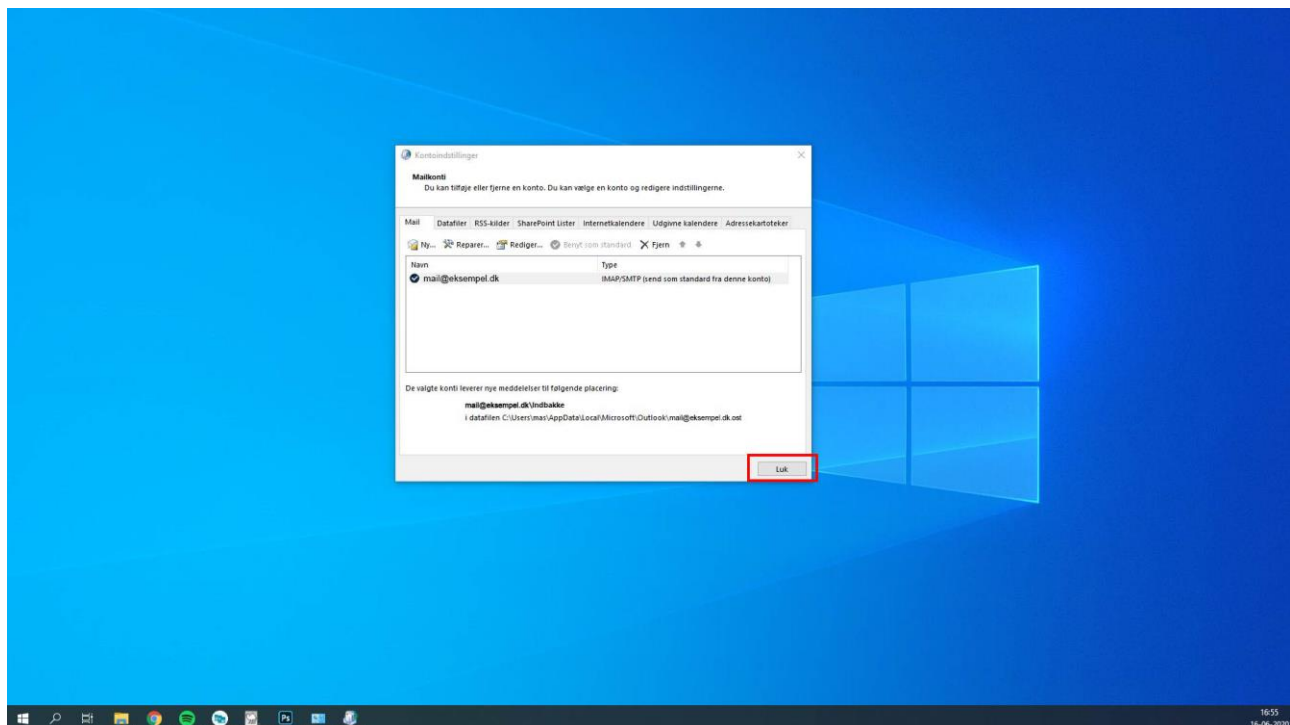 Kontoindstillinger
Mailkonti
Du kan tilføje eller fjerne en konto. Du kan vælge en konto og redigere indstillingerne.
Mail Datafiler RSS-kilder SharePoint Lister Internetkalendere Udgivne kalendere Adressekartoteker
Ny... Reparer... Rediger... Benyt som standard Fjern
Navn Type
mail@eksempel.dk IMAP/SMTP (send som standard fra denne konto)
De valgte konti leverer nye meddelelser til følgende placering:
mail@eksempel.dk\Indbakke
i datafilen C:\Users\mas\AppData\Local\Microsoft\Outlook\mail@eksempel.dk.ost
Luk
Ps
16:55
16-06-2020